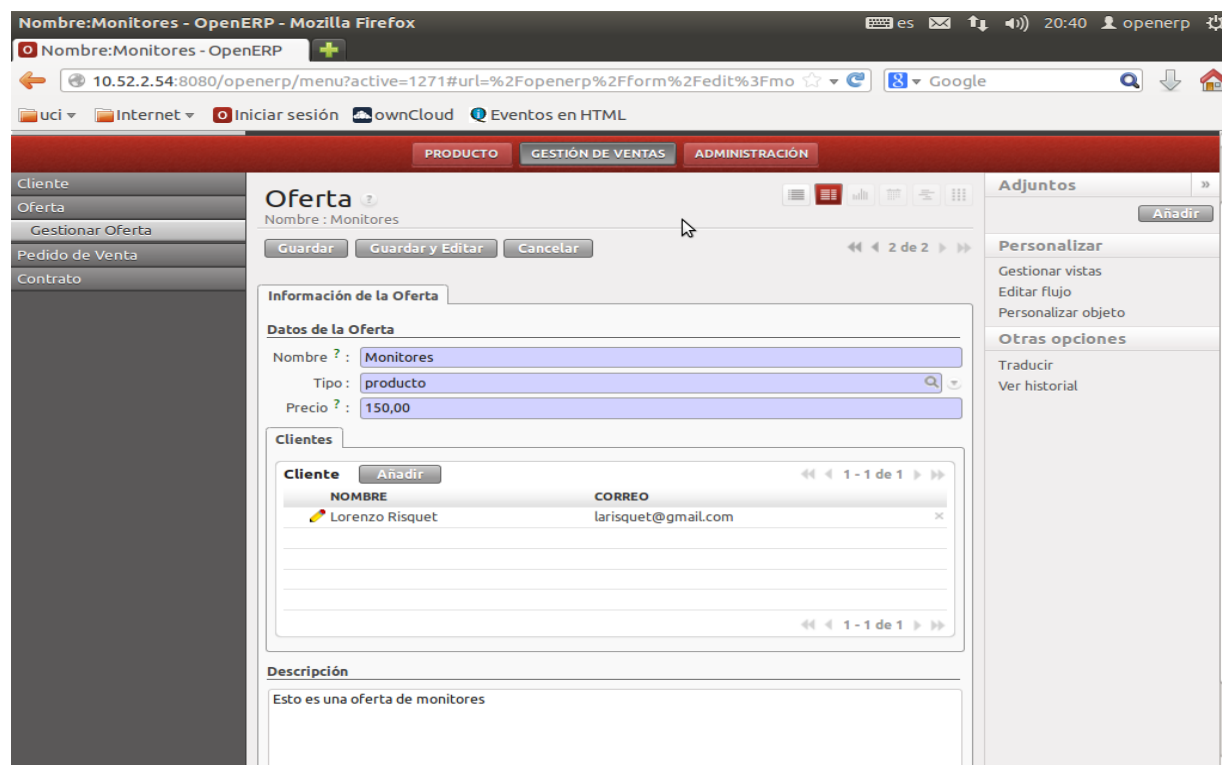 Nombre:Monitores - OpenERP - Mozilla Firefox es 20:40 openerp
Nombre:Monitores - OpenERP
10.52.2.54:8080/openerp/menu?active=1271#url=%2Fopenerp%2Fform%2Fedit%3Fmo Google
uci Internet Iniciar sesión ownCloud Eventos en HTML
PRODUCTO GESTIÓN DE VENTAS ADMINISTRACIÓN
Cliente
Oferta
Gestionar Oferta
Pedido de Venta
Contrato
Oferta ?
Nombre : Monitores
Guardar Guardar y Editar Cancelar 2 de 2
Información de la Oferta
Datos de la Oferta
Nombre ? : Monitores
Tipo : producto
Precio ? : 150,00
Clientes
Cliente Añadir 1 - 1 de 1
NOMBRE CORREO
Lorenzo Risquet larisquet@gmail.com
1 - 1 de 1
Descripción
Esto es una oferta de monitores
Adjuntos »
Añadir
Personalizar
Gestionar vistas
Editar flujo
Personalizar objeto
Otras opciones
Traducir
Ver historial